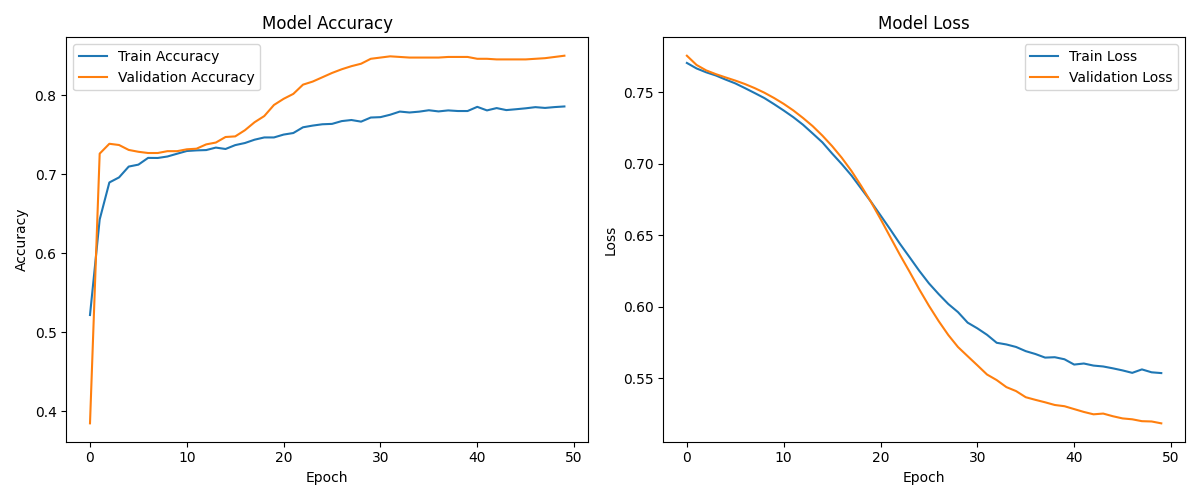 Model Accuracy
Train Accuracy
Validation Accuracy
Accuracy
0.8
0.7
0.6
0.5
0.4
0 10 20 30 40 50
Epoch
Model Loss
Train Loss
Validation Loss
Loss
0.75
0.70
0.65
0.60
0.55
0 10 20 30 40 50
Epoch